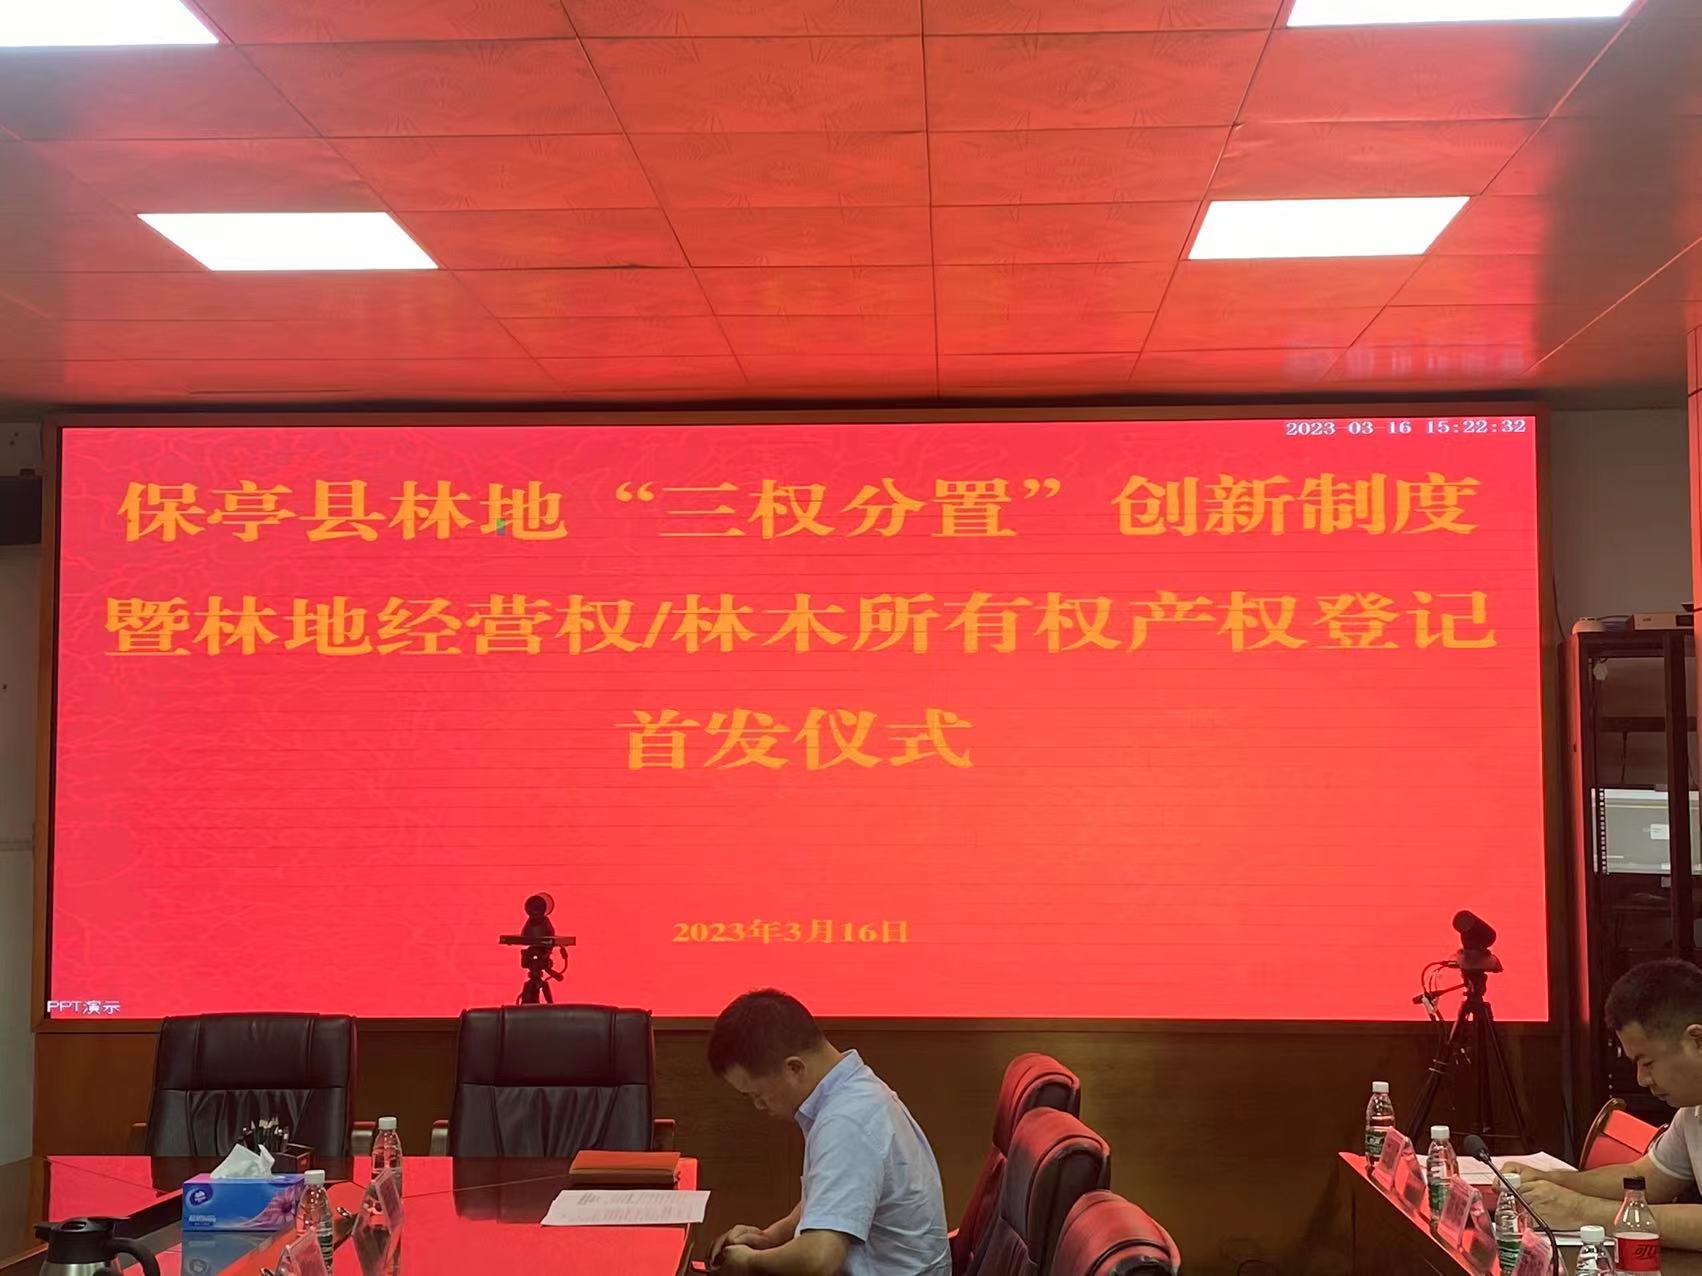 2023-03-16 15:22:32
保亭县林地“三权分置”创新制度
暨林地经营权/林木所有权产权登记
首发仪式
2023年3月16日
PPT演示